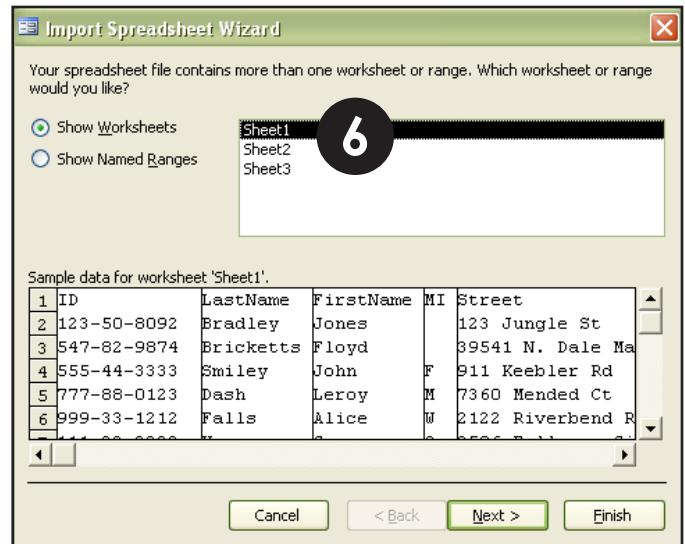 Import Spreadsheet Wizard
Your spreadsheet file contains more than one worksheet or range. Which worksheet or range
would you like?
Show Worksheets
Show Named Ranges
Sheet1
Sheet2
Sheet3
6
Sample data for worksheet 'Sheet1'.
1 ID LastName FirstName MI Street
2 123-50-8092 Bradley Jones 123 Jungle St
3 547-82-9874 Bricketts Floyd 39541 N. Dale Ma
4 555-44-3333 Smiley John F 911 Keebler Rd
5 777-88-0123 Dash Leroy M 7360 Mended Ct
6 999-33-1212 Falls Alice W 2122 Riverbend R
Cancel < Back Next > Finish